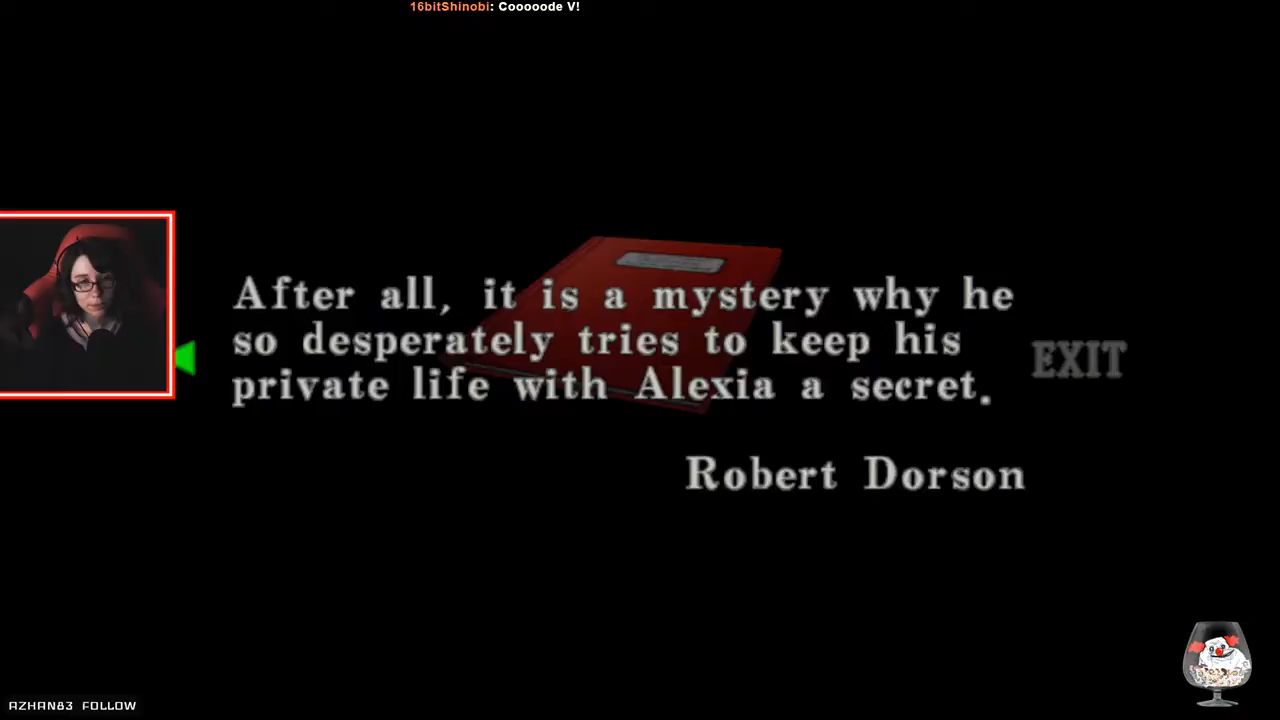 16bitShinobi: Cooooode V!
After all, it is a mystery why he
so desperately tries to keep his
private life with Alexia a secret.
EXIT
Robert Dorson
AZHAN83 FOLLOW